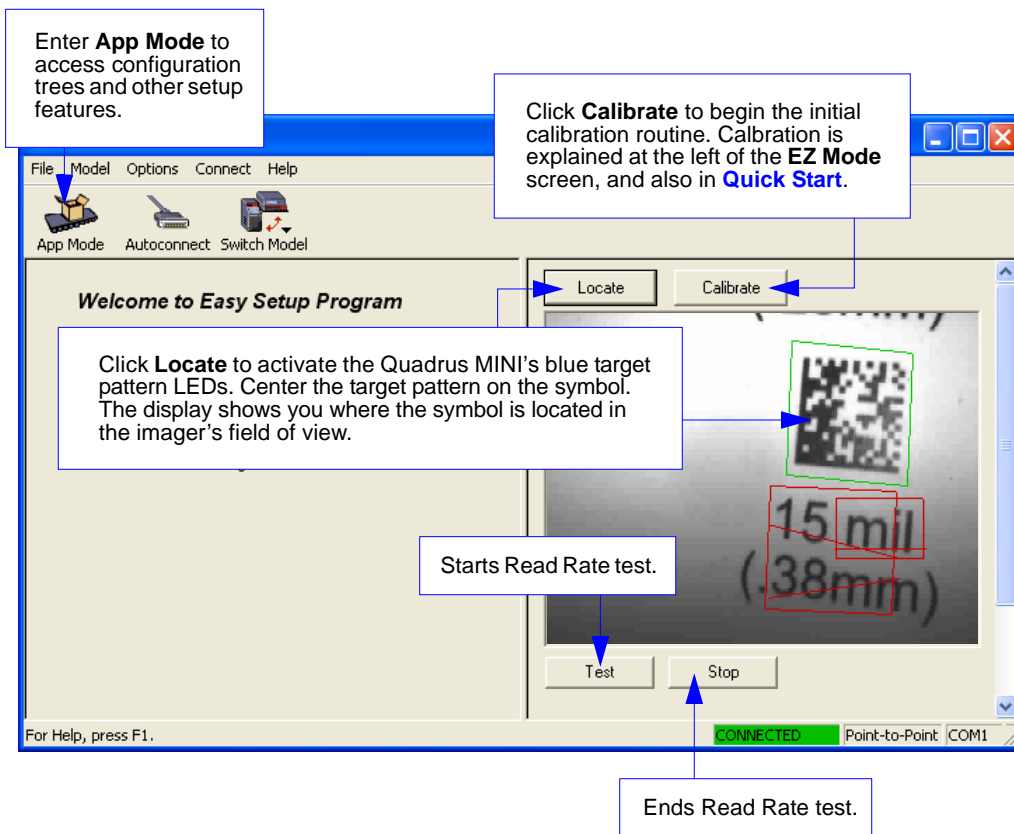 Enter App Mode to
access configuration
trees and other setup
features.
Click Calibrate to begin the initial
calibration routine. Calbration is
explained at the left of the EZ Mode
screen, and also in Quick Start.
File Model Options Connect Help
App Mode Autoconnect Switch Model
Welcome to Easy Setup Program
Locate Calibrate
Click Locate to activate the Quadrus MINI's blue target
pattern LEDs. Center the target pattern on the symbol.
The display shows you where the symbol is located in
the imager's field of view.
15 mil
(.38mm)
Starts Read Rate test.
Test Stop
For Help, press F1.
CONNECTED Point-to-Point COM1
Ends Read Rate test.